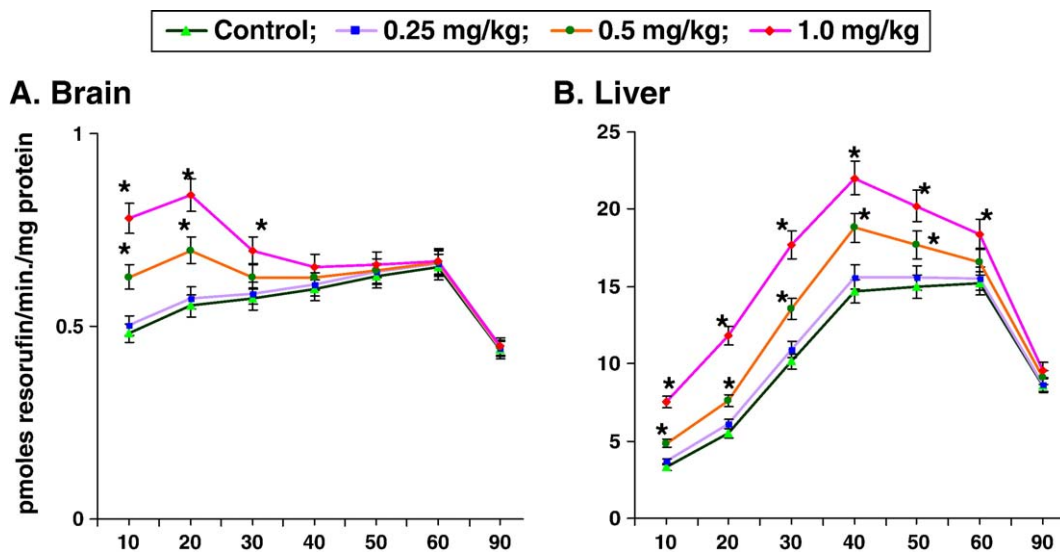 Control; 0.25 mg/kg; 0.5 mg/kg; 1.0 mg/kg
A. Brain
pmoles resorufin/min./mg protein
1
0.5
0
10 20 30 40 50 60 90
* * * * *
B. Liver
25
20
15
10
5
0
10 20 30 40 50 60 90
* * * * * * * * * * *